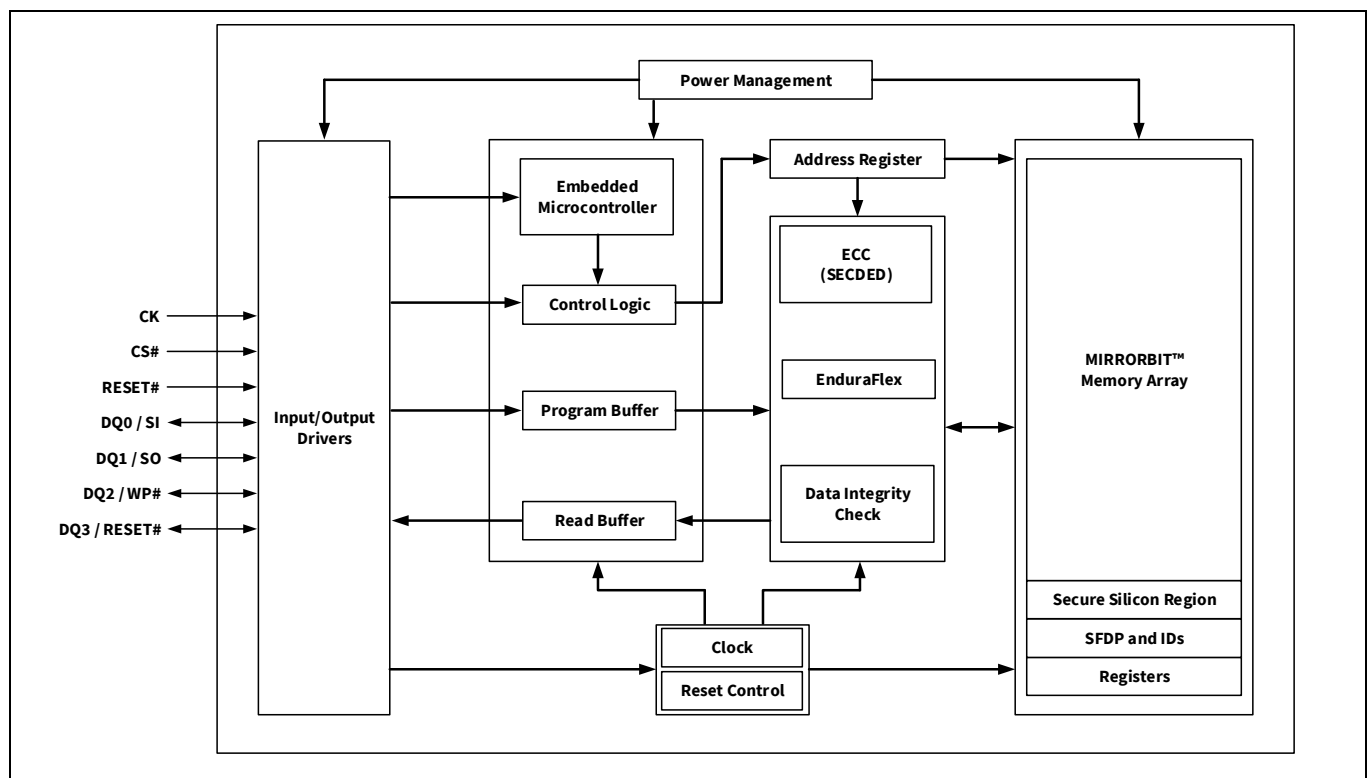 Power Management
Address Register
Embedded
Microcontroller
ECC
(SECDED)
Control Logic
CK
CS#
RESET#
DQ0 / SI
DQ1 / SO
DQ2 / WP#
DQ3 / RESET#
Input/Output
Drivers
EnduraFlex
MIRRORBIT™
Memory Array
Program Buffer
Data Integrity
Check
Read Buffer
Secure Silicon Region
SFDP and IDs
Registers
Clock
Reset Control